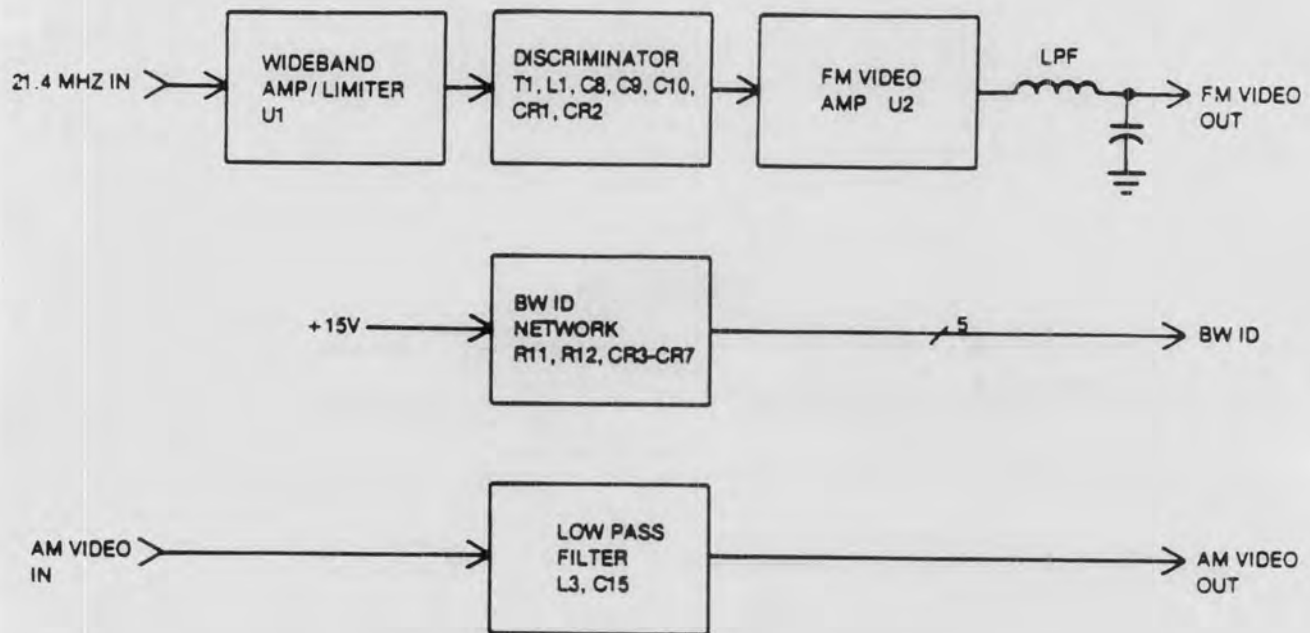 21.4 MHZ IN
WIDEBAND
AMP / LIMITER
U1
DISCRIMINATOR
T1, L1, C8, C9, C10,
CR1, CR2
FM VIDEO
AMP U2
LPF
FM VIDEO
OUT
+15V
BW ID
NETWORK
R11, R12, CR3-CR7
5
BW ID
AM VIDEO
IN
LOW PASS
FILTER
L3, C15
AM VIDEO
OUT